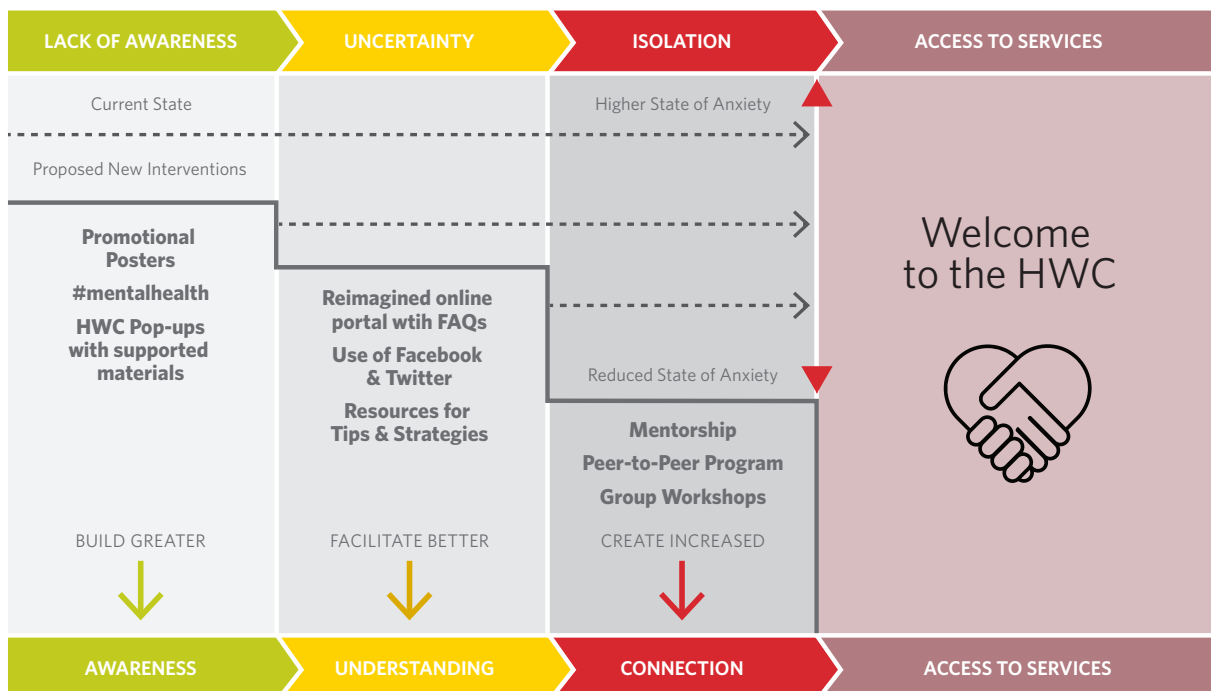 LACK OF AWARENESS
UNCERTAINTY
ISOLATION
ACCESS TO SERVICES
Current State
Higher State of Anxiety
Proposed New Interventions
Promotional
Posters
#mentalhealth
HWC Pop-ups
with supported
materials
Reimagined online
portal wtih FAQs
Use of Facebook
& Twitter
Resources for
Tips & Strategies
Reduced State of Anxiety
Mentorship
Peer-to-Peer Program
Group Workshops
Welcome
to the HWC
BUILD GREATER
FACILITATE BETTER
CREATE INCREASED
AWARENESS
UNDERSTANDING
CONNECTION
ACCESS TO SERVICES